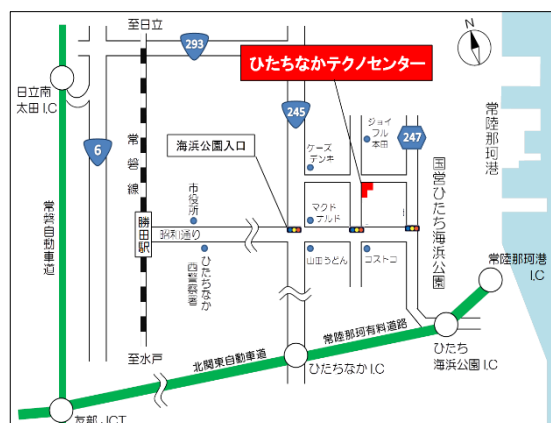 至日立
293
ひたちなかテクノセンター
N
日立南
太田 I.C
245
ジョイ
フル
本田
常陸那珂港
6
海浜公園入口
ケーズ
デンキ
247
常磐線
市役所
マクド
ナルド
国営ひたち海浜公園
常磐自動車道
勝田駅
昭和通り
ひたちなか
西警察署
山田うどん
コストコ
常陸那珂港
I.C
常陸那珂有料道路
至水戸
北関東自動車道
ひたちなか I.C
ひたち
海浜公園 I.C
友部 JCT